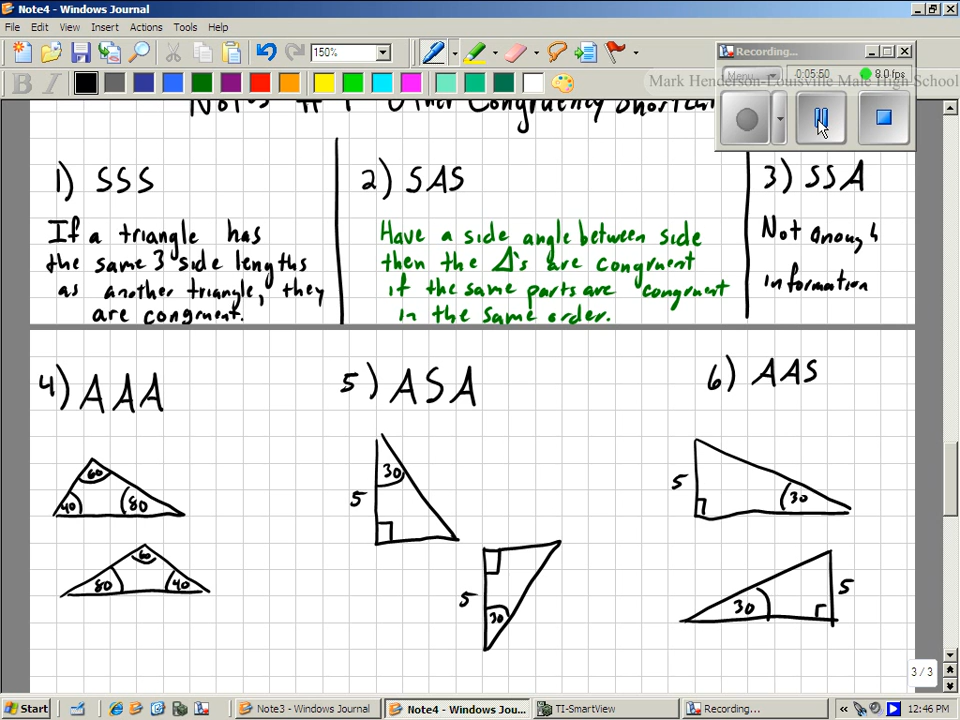 Note4 - Windows Journal
File Edit View Insert Actions Tools Help
150%
Recording...
Menu 0:05:50 8.0 fps
Mark Henderson-Louisville Male High School
Other Congruency Shortcu
1) SSS
If a triangle has
the same 3 side lengths
as another triangle, they
are congruent.
2) SAS
Have a side angle between side
then the Δ's are congruent
if the same parts are congruent
in the same order.
3) SSA
Not
information
4) AAA
60
40
80
60
80
40
5) ASA
30
5
5
30
6) AAS
5
30
30
5
3 / 3
Start
Note3 - Windows Journal
Note4 - Windows Jou...
TI-SmartView
Recording...
12:46 PM